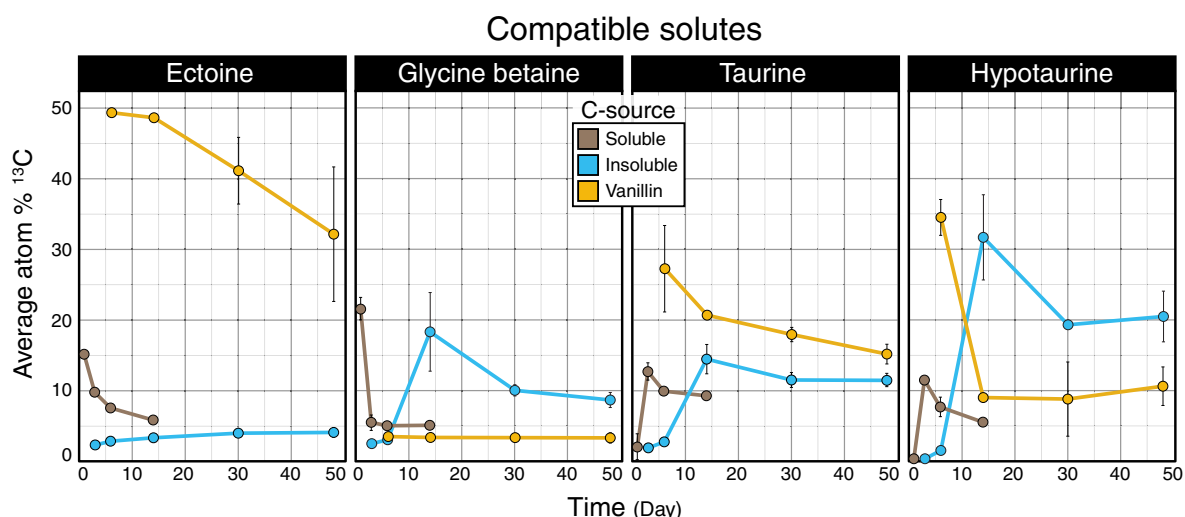 Compatible solutes
Ectoine
Glycine betaine
Taurine
Hypotaurine
C-source
Soluble
Insoluble
Vanillin
Average atom % ¹³C
50
40
30
20
10
0
0 10 20 30 40 50
0 10 20 30 40 50
0 10 20 30 40 50
0 10 20 30 40 50
Time (Day)